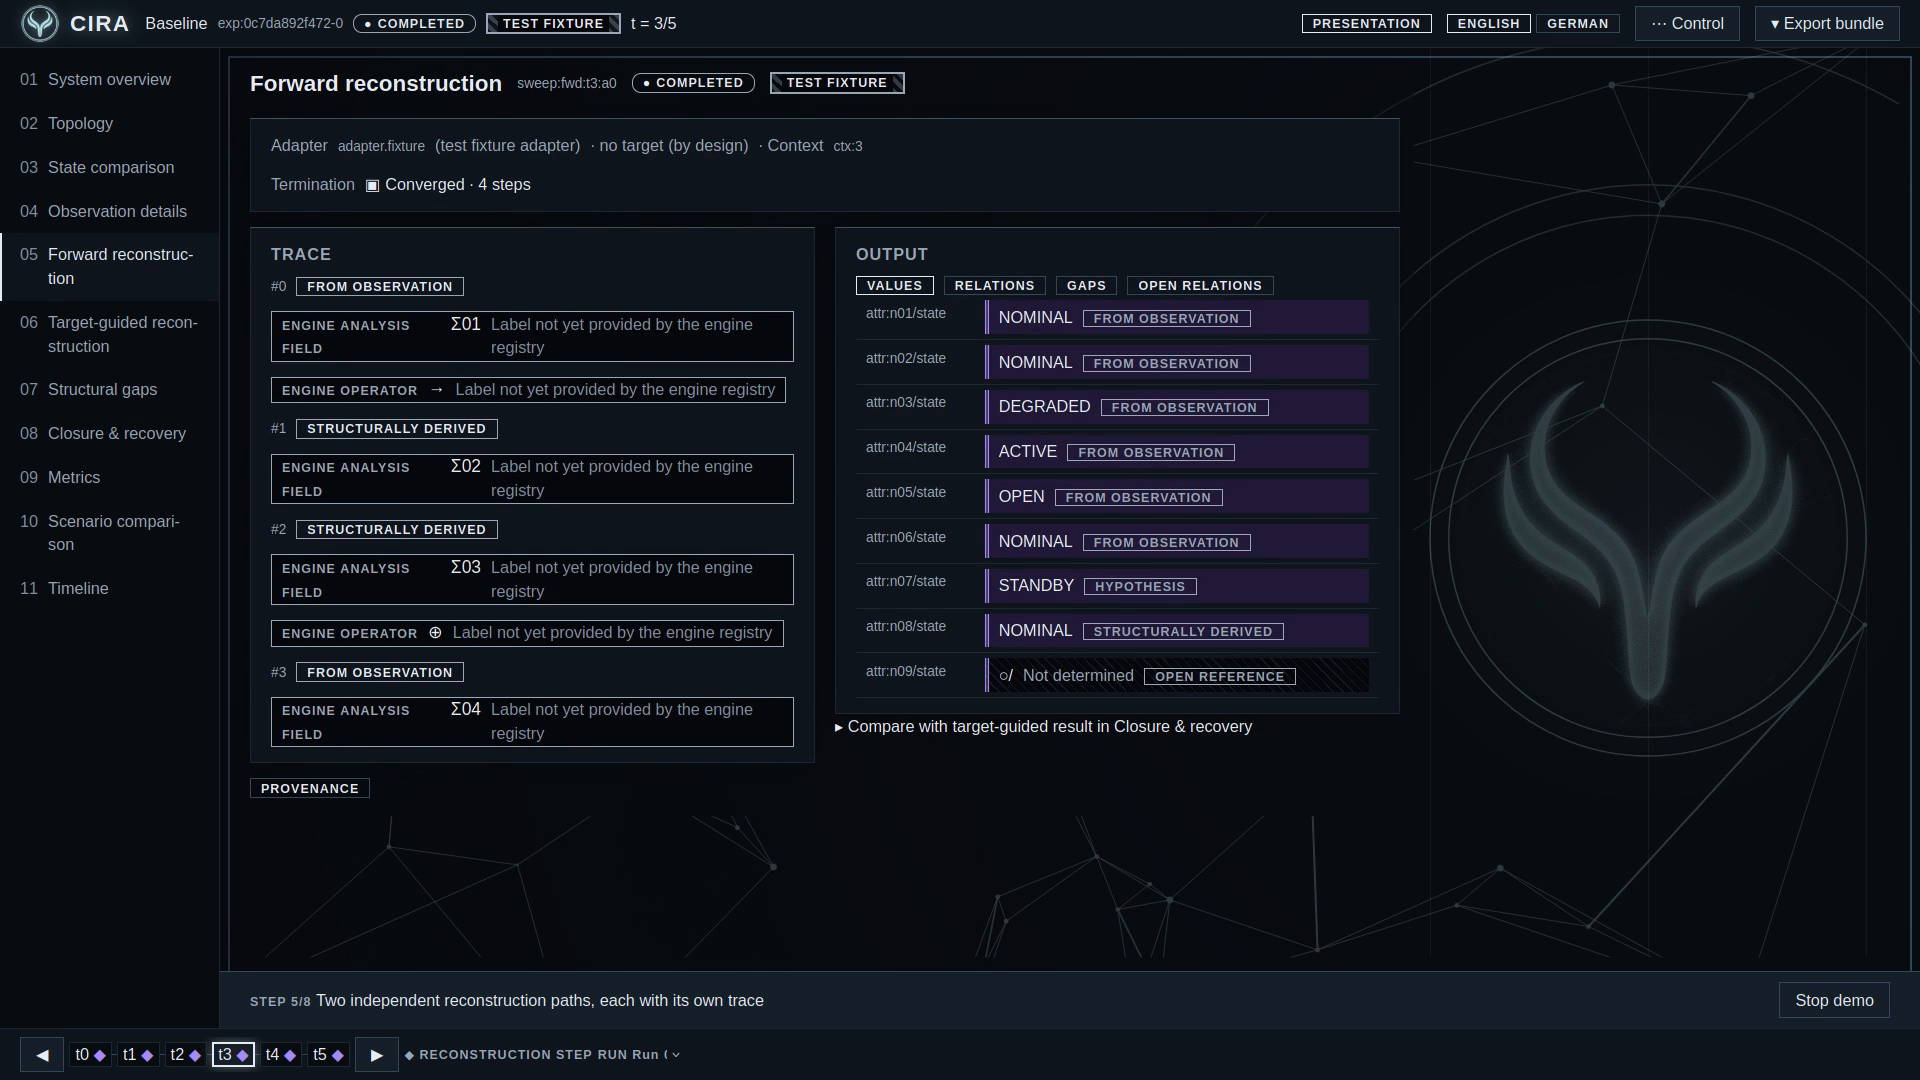 CIRA Baseline exp:0c7da892f472-0 ● COMPLETED TEST FIXTURE t = 3/5 PRESENTATION ENGLISH GERMAN ··· Control ▾ Export bundle
01 System overview
02 Topology
03 State comparison
04 Observation details
05 Forward reconstruc-
tion
06 Target-guided recon-
struction
07 Structural gaps
08 Closure & recovery
09 Metrics
10 Scenario compari-
son
11 Timeline
Forward reconstruction sweep:fwd:t3:a0 ● COMPLETED TEST FIXTURE
Adapter adapter.fixture (test fixture adapter) · no target (by design) · Context ctx:3
Termination ▣ Converged · 4 steps
TRACE
#0 FROM OBSERVATION
ENGINE ANALYSIS Σ01 Label not yet provided by the engine
FIELD registry
ENGINE OPERATOR → Label not yet provided by the engine registry
#1 STRUCTURALLY DERIVED
ENGINE ANALYSIS Σ02 Label not yet provided by the engine
FIELD registry
#2 STRUCTURALLY DERIVED
ENGINE ANALYSIS Σ03 Label not yet provided by the engine
FIELD registry
ENGINE OPERATOR ⊕ Label not yet provided by the engine registry
#3 FROM OBSERVATION
ENGINE ANALYSIS Σ04 Label not yet provided by the engine
FIELD registry
OUTPUT
VALUES RELATIONS GAPS OPEN RELATIONS
attr:n01/state NOMINAL FROM OBSERVATION
attr:n02/state NOMINAL FROM OBSERVATION
attr:n03/state DEGRADED FROM OBSERVATION
attr:n04/state ACTIVE FROM OBSERVATION
attr:n05/state OPEN FROM OBSERVATION
attr:n06/state NOMINAL FROM OBSERVATION
attr:n07/state STANDBY HYPOTHESIS
attr:n08/state NOMINAL STRUCTURALLY DERIVED
attr:n09/state ○/ Not determined OPEN REFERENCE
▸ Compare with target-guided result in Closure & recovery
PROVENANCE
STEP 5/8 Two independent reconstruction paths, each with its own trace Stop demo
◀ t0 ◆ t1 ◆ t2 ◆ t3 ◆ t4 ◆ t5 ◆ ▶ ◆ RECONSTRUCTION STEP RUN Run